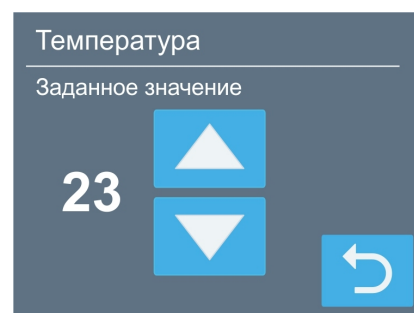 Температура
Заданное значение
23